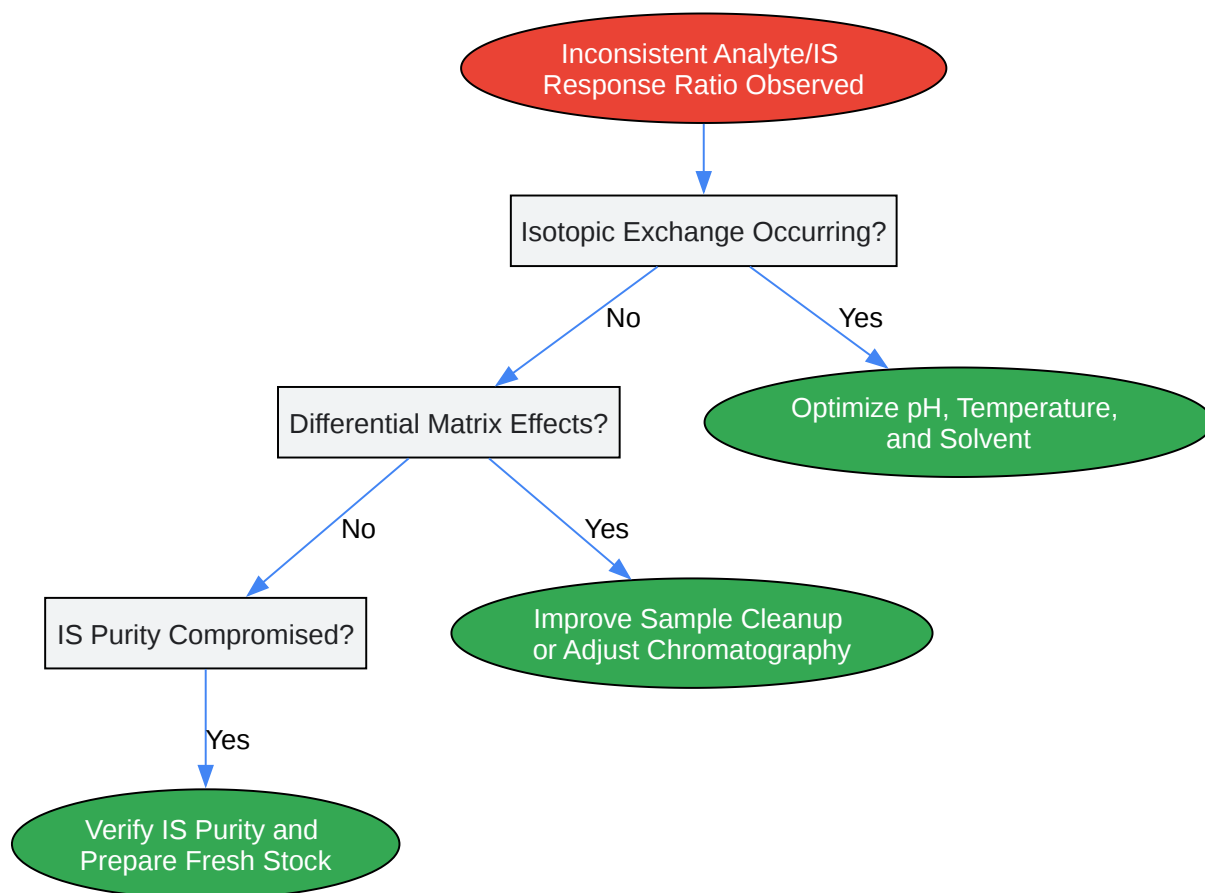 Inconsistent Analyte/IS
Response Ratio Observed
Isotopic Exchange Occurring?
No
Yes
Differential Matrix Effects?
Optimize pH, Temperature,
and Solvent
No
Yes
IS Purity Compromised?
Improve Sample Cleanup
or Adjust Chromatography
Yes
Verify IS Purity and
Prepare Fresh Stock